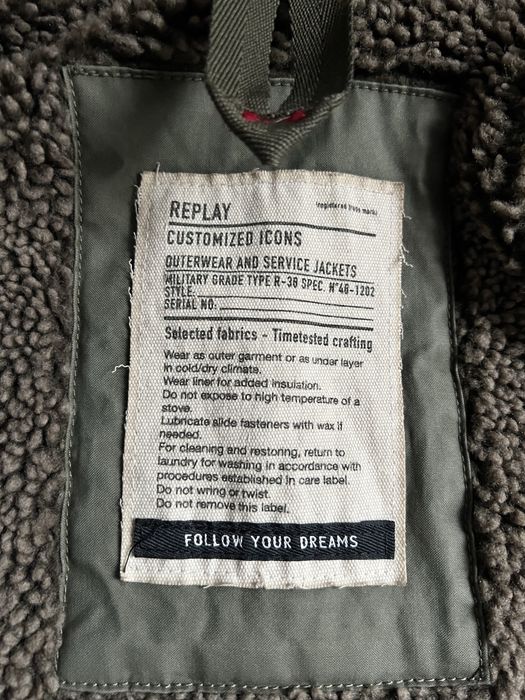 REPLAY
(registered trade mark)
CUSTOMIZED ICONS
OUTERWEAR AND SERVICE JACKETS
MILITARY GRADE TYPE R-38 SPEC. N°48-1202
STYLE
SERIAL NO.
Selected fabrics - Timetested crafting
Wear as outer garment or as under layer
in cold/dry climate.
Wear liner for added insulation.
Do not expose to high temperature of a
stove.
Lubricate slide fasteners with wax if
needed.
For cleaning and restoring, return to
laundry for washing in accordance with
procedures established in care label.
Do not wring or twist.
Do not remove this label.
FOLLOW YOUR DREAMS